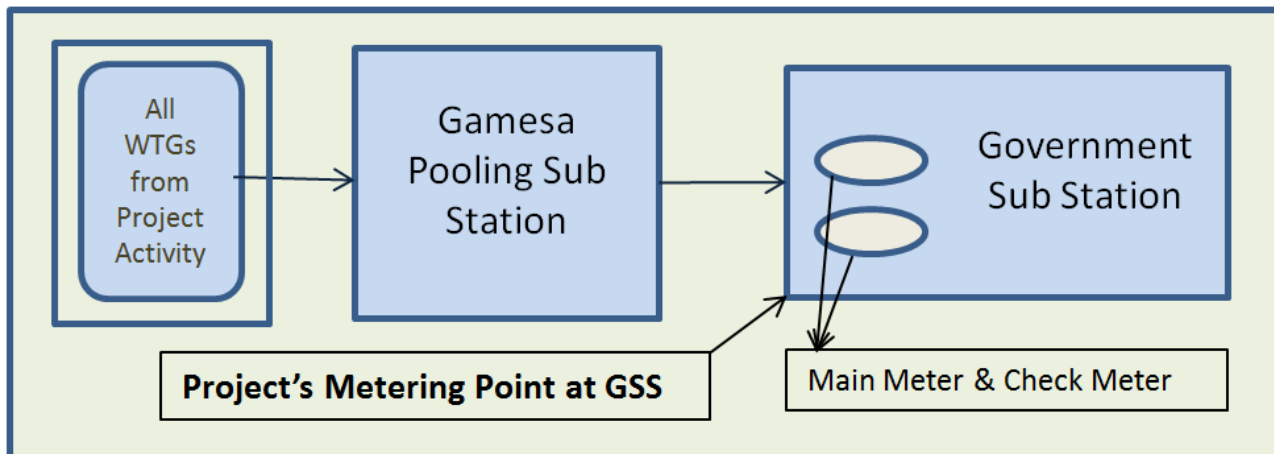 All
WTGs
from
Project
Activity
Gamesa
Pooling Sub
Station
Government
Sub Station
Project’s Metering Point at GSS
Main Meter & Check Meter